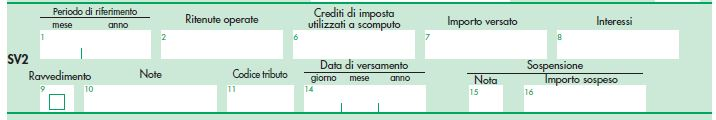 Periodo di riferimento
mese anno
Ritenute operate
Crediti di imposta
utilizzati a scomputo
Importo versato
Interessi
1 2 6 7 8
SV2
Ravvedimento
Note
Codice tributo
Data di versamento
giorno mese anno
Sospensione
Nota
Importo sospeso
9 10 11 14 15 16